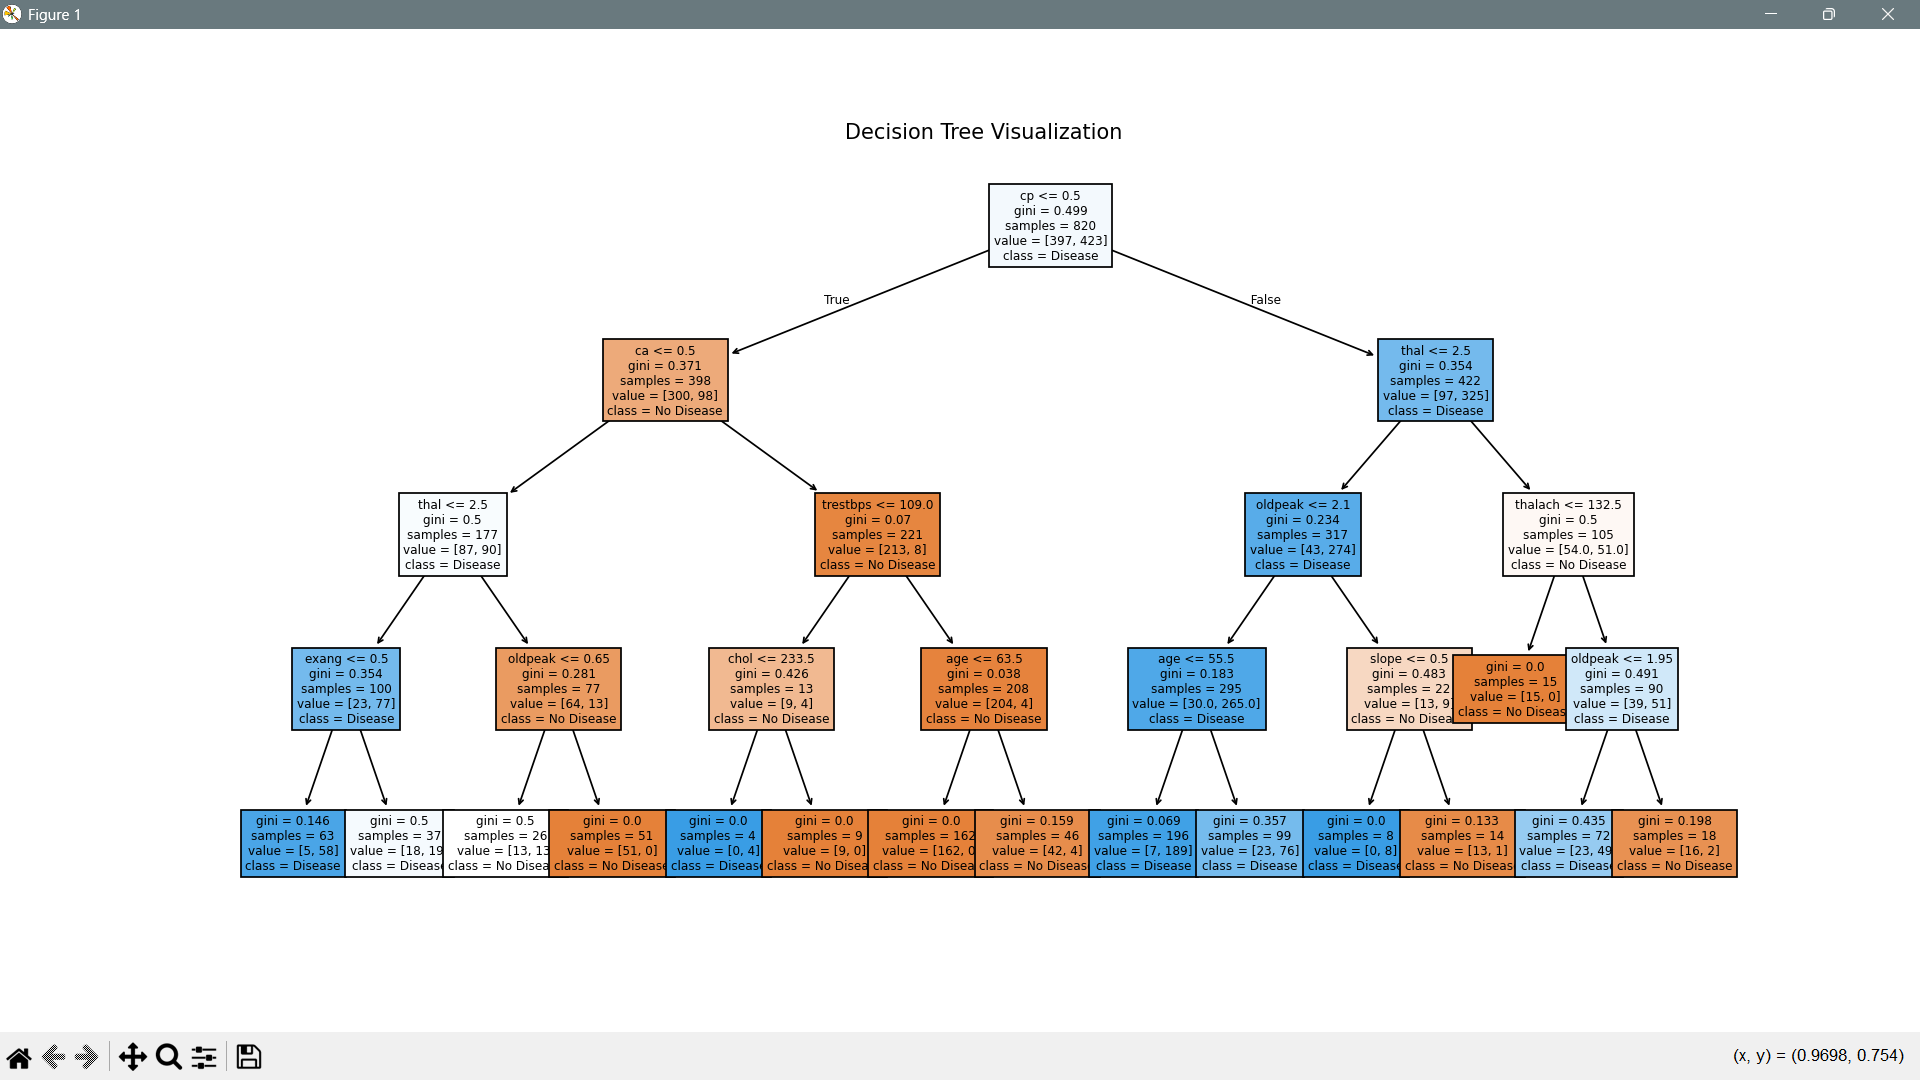 Figure 1
Decision Tree Visualization
cp <= 0.5
gini = 0.499
samples = 820
value = [397, 423]
class = Disease
True
False
ca <= 0.5
gini = 0.371
samples = 398
value = [300, 98]
class = No Disease
thal <= 2.5
gini = 0.354
samples = 422
value = [97, 325]
class = Disease
thal <= 2.5
gini = 0.5
samples = 177
value = [87, 90]
class = Disease
trestbps <= 109.0
gini = 0.07
samples = 221
value = [213, 8]
class = No Disease
oldpeak <= 2.1
gini = 0.234
samples = 317
value = [43, 274]
class = Disease
thalach <= 132.5
gini = 0.5
samples = 105
value = [54.0, 51.0]
class = No Disease
exang <= 0.5
gini = 0.354
samples = 100
value = [23, 77]
class = Disease
oldpeak <= 0.65
gini = 0.281
samples = 77
value = [64, 13]
class = No Disease
chol <= 233.5
gini = 0.426
samples = 13
value = [9, 4]
class = No Disease
age <= 63.5
gini = 0.038
samples = 208
value = [204, 4]
class = No Disease
age <= 55.5
gini = 0.183
samples = 295
value = [30.0, 265.0]
class = Disease
slope <= 0.5
gini = 0.483
samples = 22
value = [13, 9]
class = No Disea
gini = 0.0
samples = 15
value = [15, 0]
class = No Diseas
oldpeak <= 1.95
gini = 0.491
samples = 90
value = [39, 51]
class = Disease
gini = 0.146
samples = 63
value = [5, 58]
class = Disease
gini = 0.5
samples = 37
value = [18, 19
class = Disease
gini = 0.5
samples = 26
value = [13, 13
class = No Disea
gini = 0.0
samples = 51
value = [51, 0]
class = No Disease
gini = 0.0
samples = 4
value = [0, 4]
class = Disease
gini = 0.0
samples = 9
value = [9, 0]
class = No Disea
gini = 0.0
samples = 162
value = [162, 0
class = No Disea
gini = 0.159
samples = 46
value = [42, 4]
class = No Diseas
gini = 0.069
samples = 196
value = [7, 189]
class = Disease
gini = 0.357
samples = 99
value = [23, 76]
class = Disease
gini = 0.0
samples = 8
value = [0, 8]
class = Disease
gini = 0.133
samples = 14
value = [13, 1]
class = No Diseas
gini = 0.435
samples = 72
value = [23, 49
class = Disease
gini = 0.198
samples = 18
value = [16, 2]
class = No Disease
(x, y) = (0.9698, 0.754)